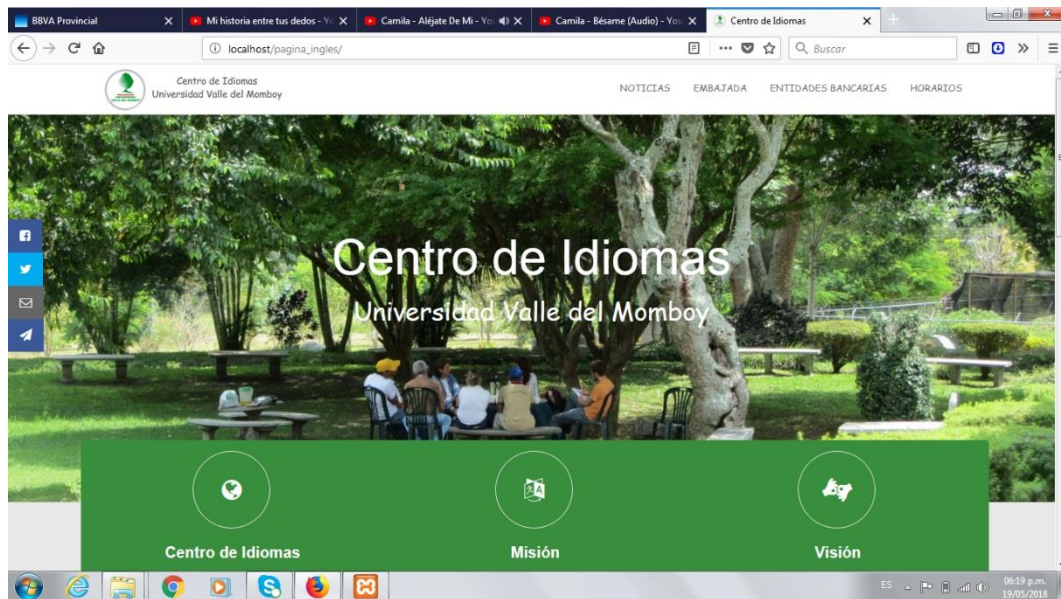 BBVA Provincial
Mi historia entre tus dedos - Yo
Camila - Aléjate De Mi - You
Camila - Bésame (Audio) - You
Centro de Idiomas
localhost/pagina_ingles/
Buscar
Centro de Idiomas
Universidad Valle del Momboy
NOTICIAS EMBAJADA ENTIDADES BANCARIAS HORARIOS
Centro de Idiomas
Universidad Valle del Momboy
Centro de Idiomas
Misión
Visión
ES
06:19 p.m.
19/05/2018